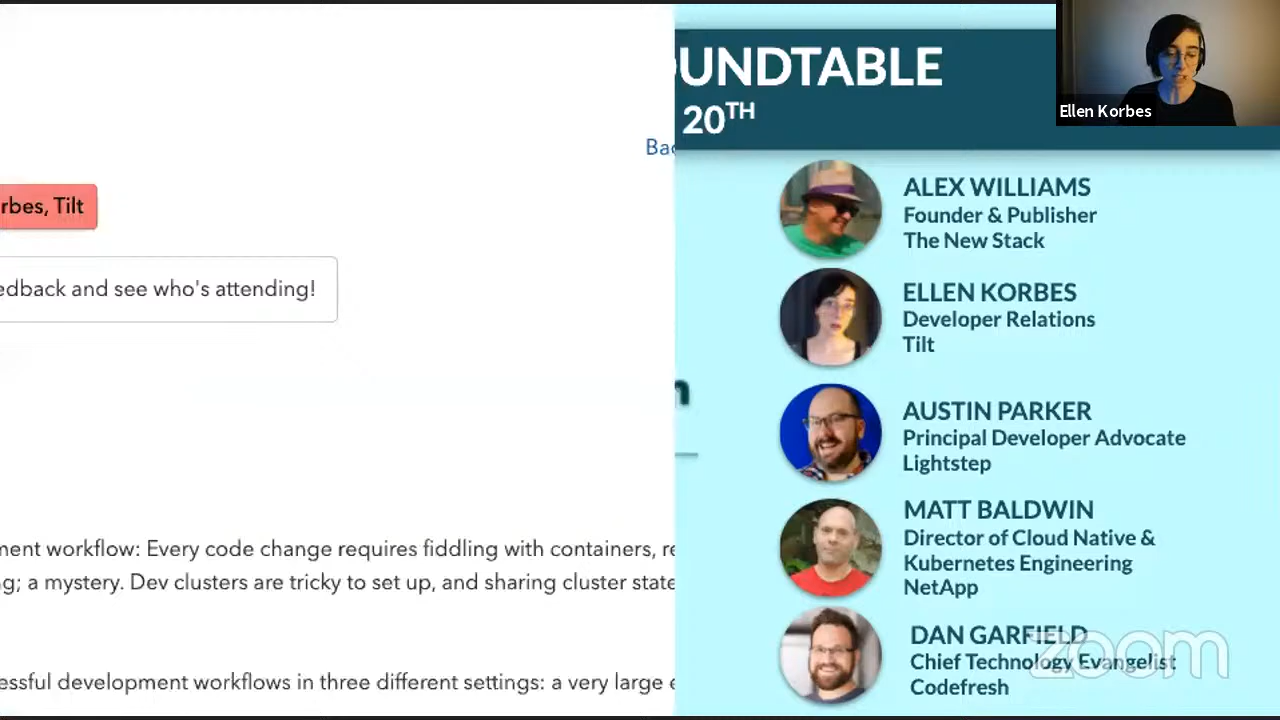 UNDTABLE
20TH
Ellen Korbes
Bac
rbes, Tilt
edback and see who's attending!
n
nent workflow: Every code change requires fiddling with containers, re
g; a mystery. Dev clusters are tricky to set up, and sharing cluster state
essful development workflows in three different settings: a very large e
ALEX WILLIAMS
Founder & Publisher
The New Stack
ELLEN KORBES
Developer Relations
Tilt
AUSTIN PARKER
Principal Developer Advocate
Lightstep
MATT BALDWIN
Director of Cloud Native &
Kubernetes Engineering
NetApp
DAN GARFIELD
Chief Technology Evangelist
Codefresh
zoom